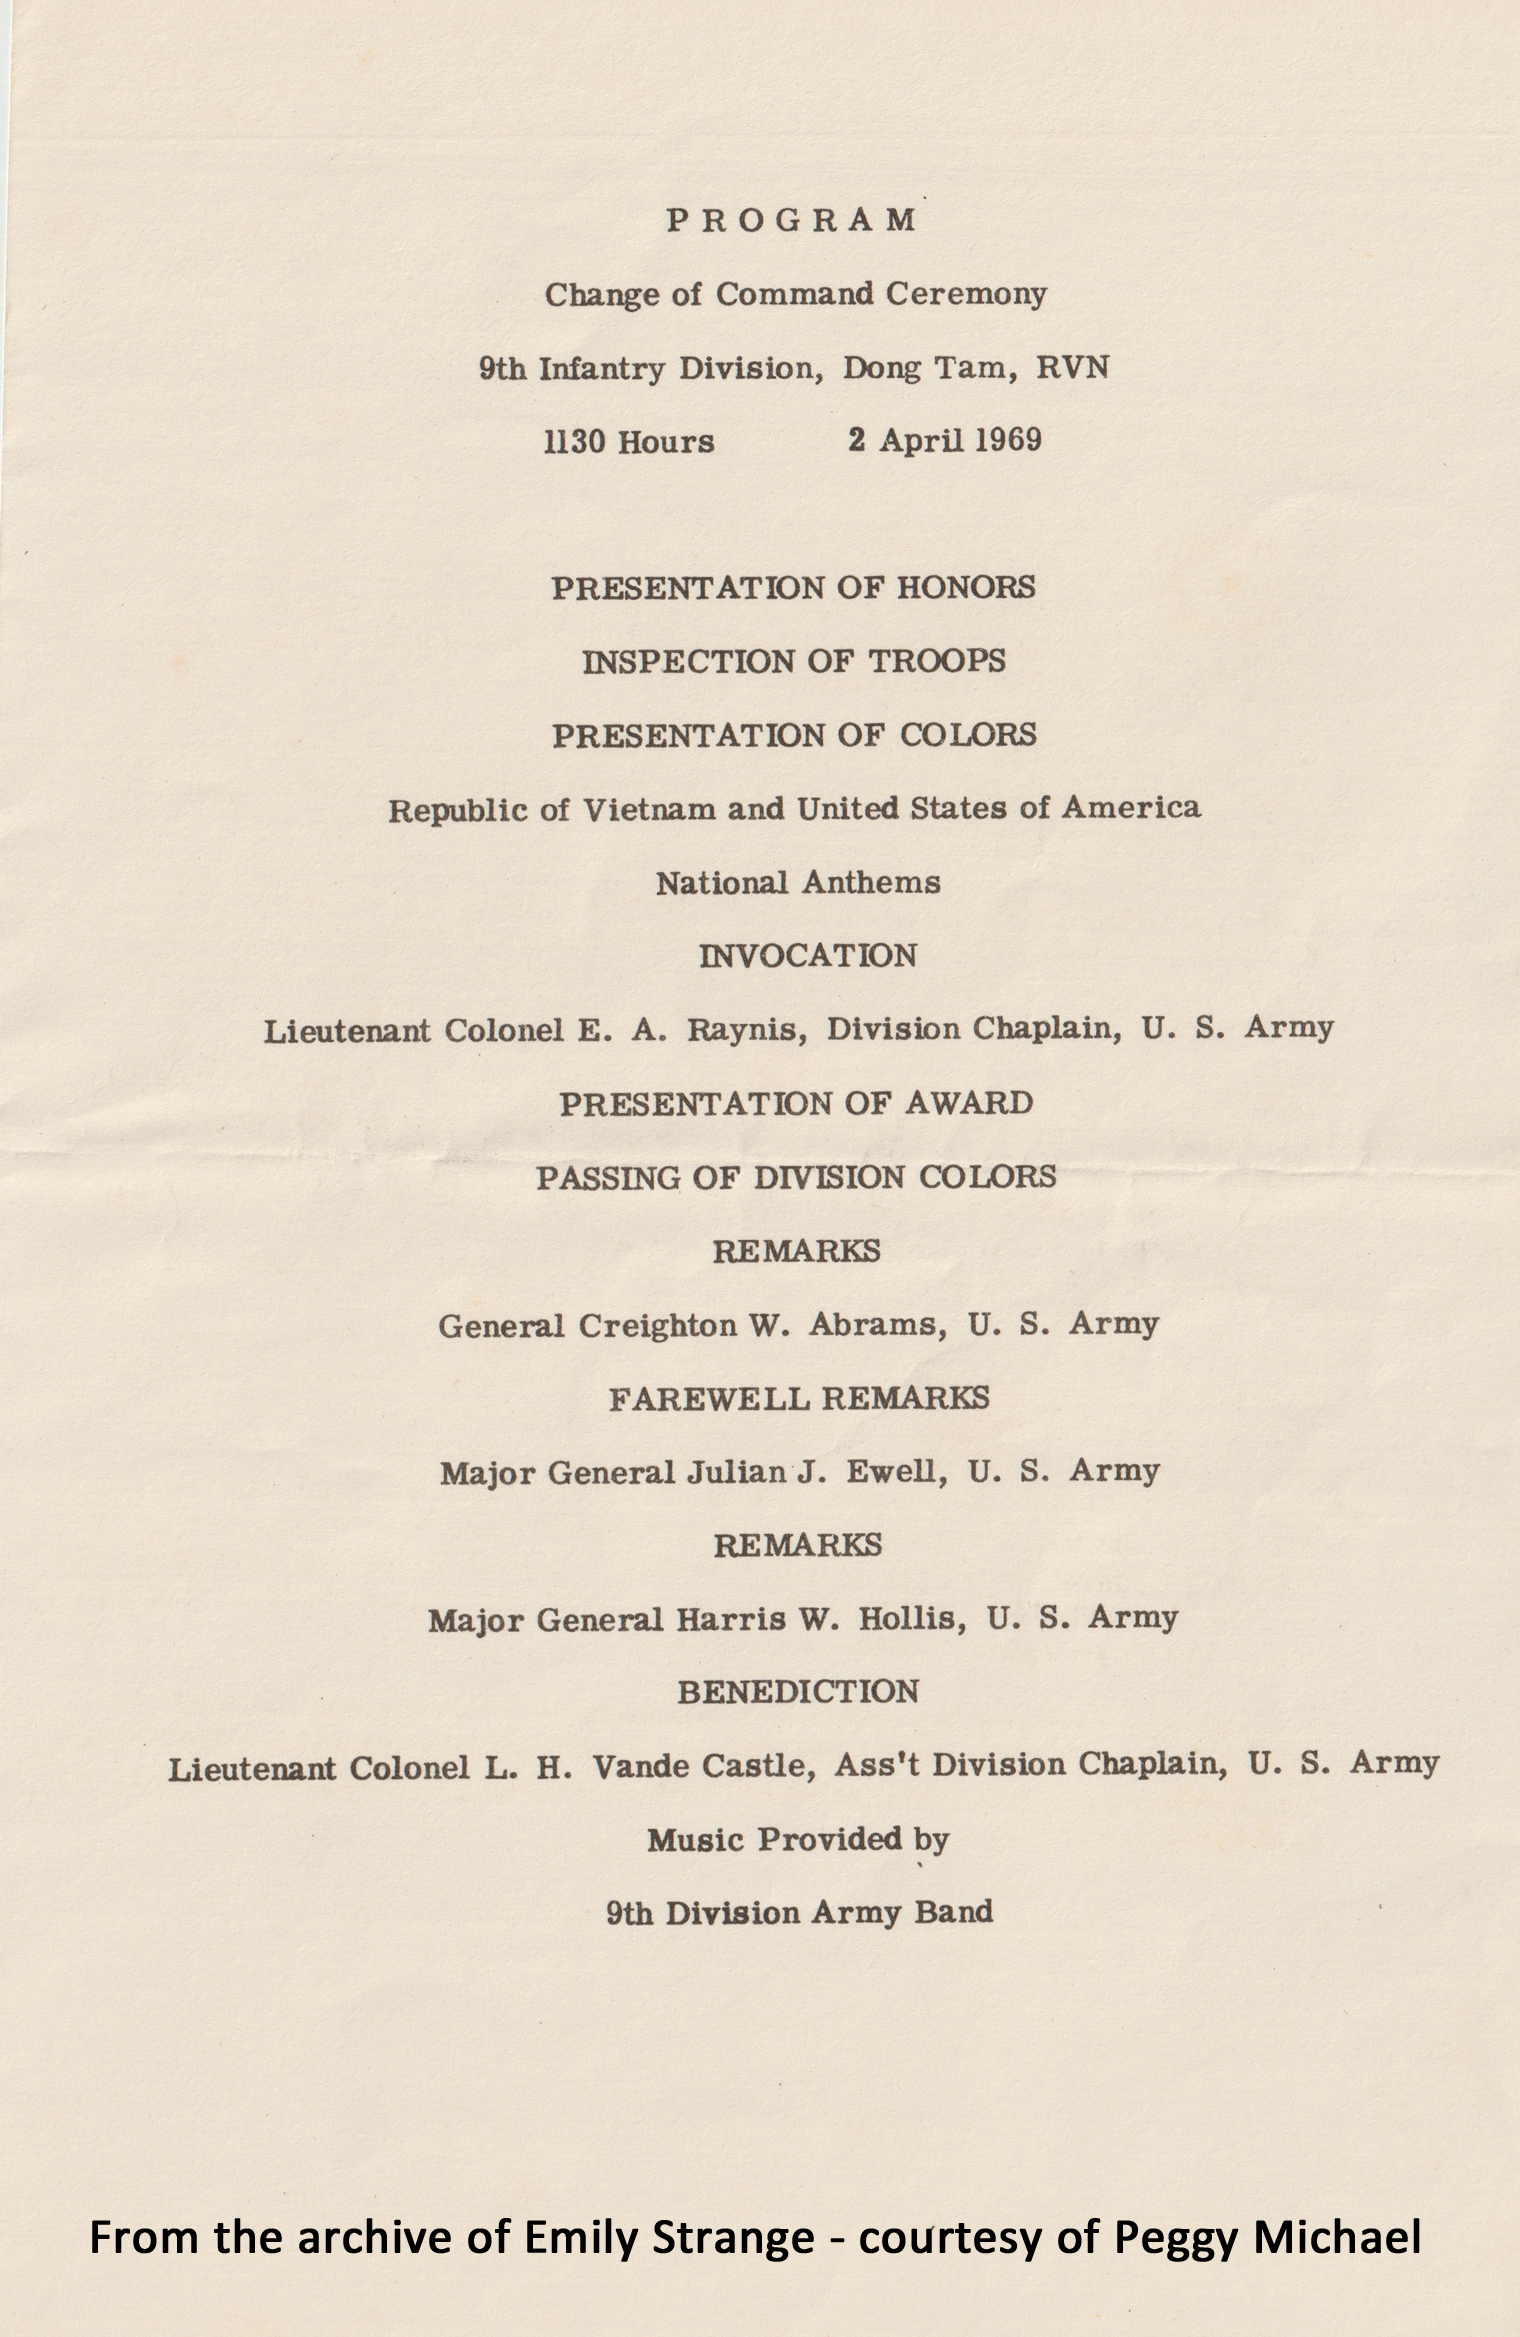 PROGRAM
Change of Command Ceremony
9th Infantry Division, Dong Tam, RVN
1130 Hours 2 April 1969
PRESENTATION OF HONORS
INSPECTION OF TROOPS
PRESENTATION OF COLORS
Republic of Vietnam and United States of America
National Anthems
INVOCATION
Lieutenant Colonel E. A. Raynis, Division Chaplain, U. S. Army
PRESENTATION OF AWARD
PASSING OF DIVISION COLORS
REMARKS
General Creighton W. Abrams, U. S. Army
FAREWELL REMARKS
Major General Julian J. Ewell, U. S. Army
REMARKS
Major General Harris W. Hollis, U. S. Army
BENEDICTION
Lieutenant Colonel L. H. Vande Castle, Ass't Division Chaplain, U. S. Army
Music Provided by
9th Division Army Band
From the archive of Emily Strange - courtesy of Peggy Michael